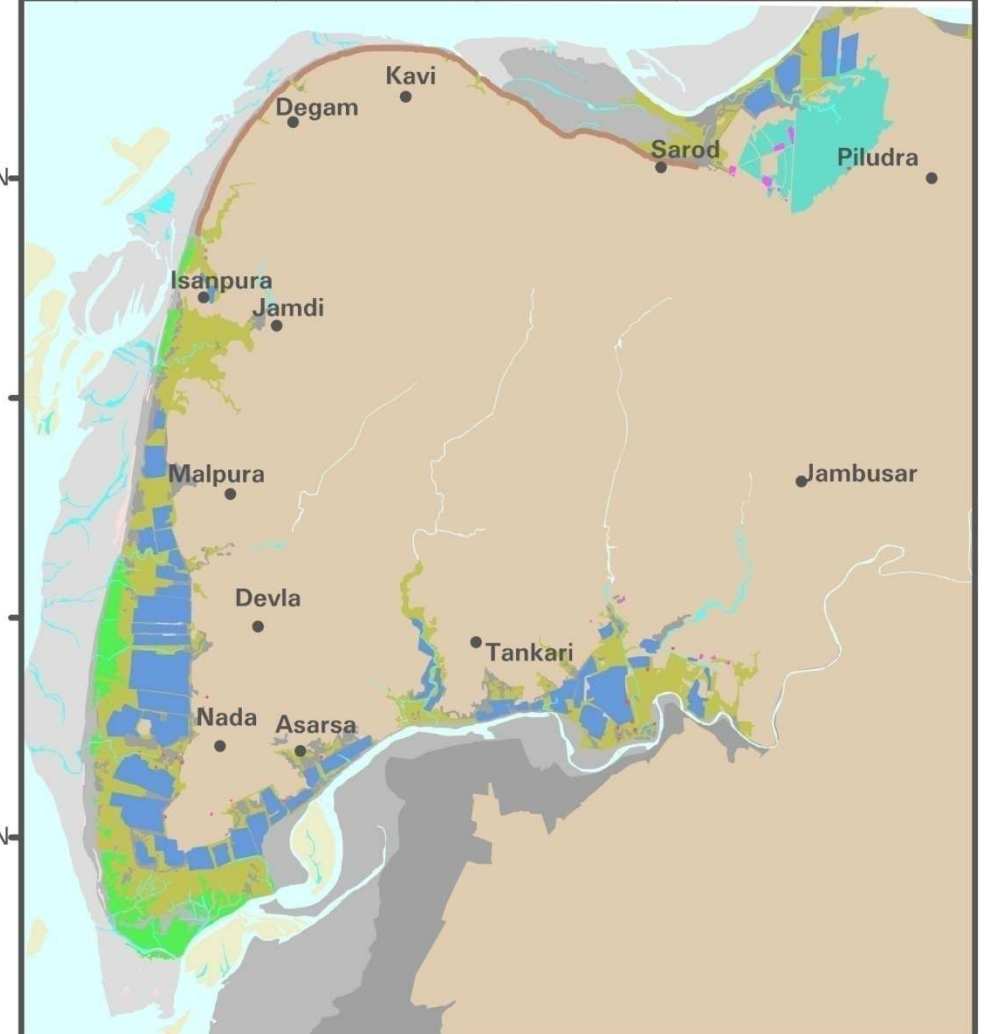 Kavi
Degam
Sarod
Piludra
N
Isanpura
Jamdi
Malpura
Jambusar
Devla
Tankari
Nada
Asarsa
N